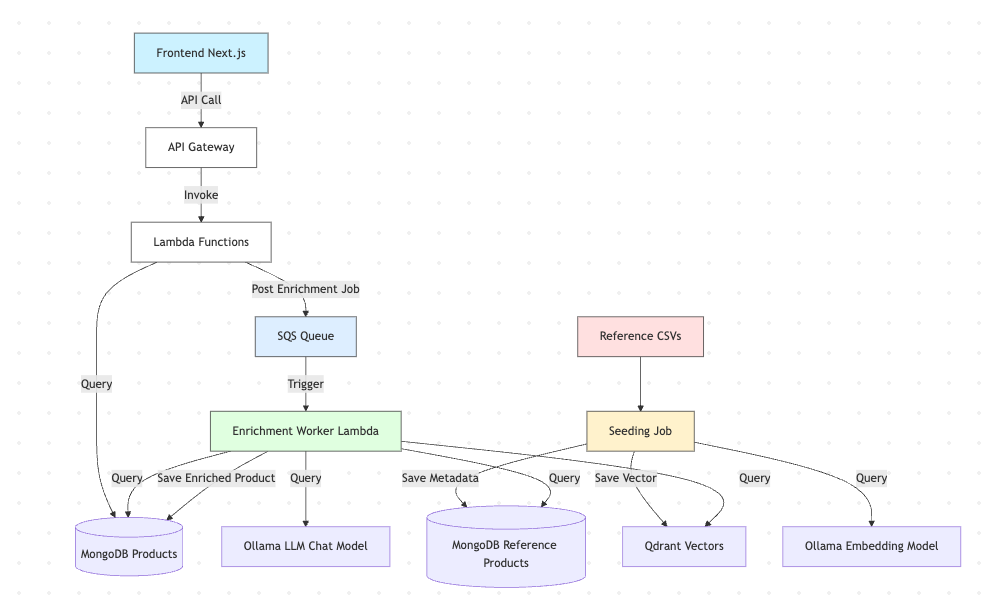 Frontend Next.js
API Call
API Gateway
Invoke
Lambda Functions
Post Enrichment Job
SQS Queue
Reference CSVs
Query
Trigger
Enrichment Worker Lambda
Seeding Job
Query
Save Enriched Product
Query
Save Metadata
Query
Save Vector
Query
Query
MongoDB Products
Ollama LLM Chat Model
MongoDB Reference
Products
Qdrant Vectors
Ollama Embedding Model